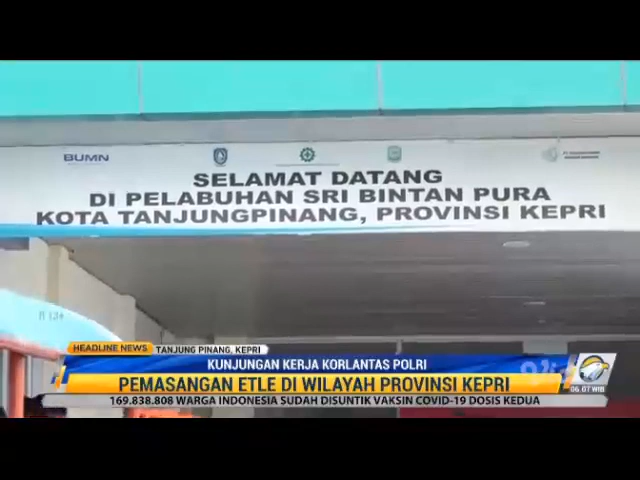 BUMN
SELAMAT DATANG
DI PELABUHAN SRI BINTAN PURA
KOTA TANJUNGPINANG, PROVINSI KEPRI
HEADLINE NEWS
TANJUNG PINANG, KEPRI
KUNJUNGAN KERJA KORLANTAS POLRI
PEMASANGAN ETLE DI WILAYAH PROVINSI KEPRI
06.07 WIB
169.838.808 WARGA INDONESIA SUDAH DISUNTIK VAKSIN COVID-19 DOSIS KEDUA